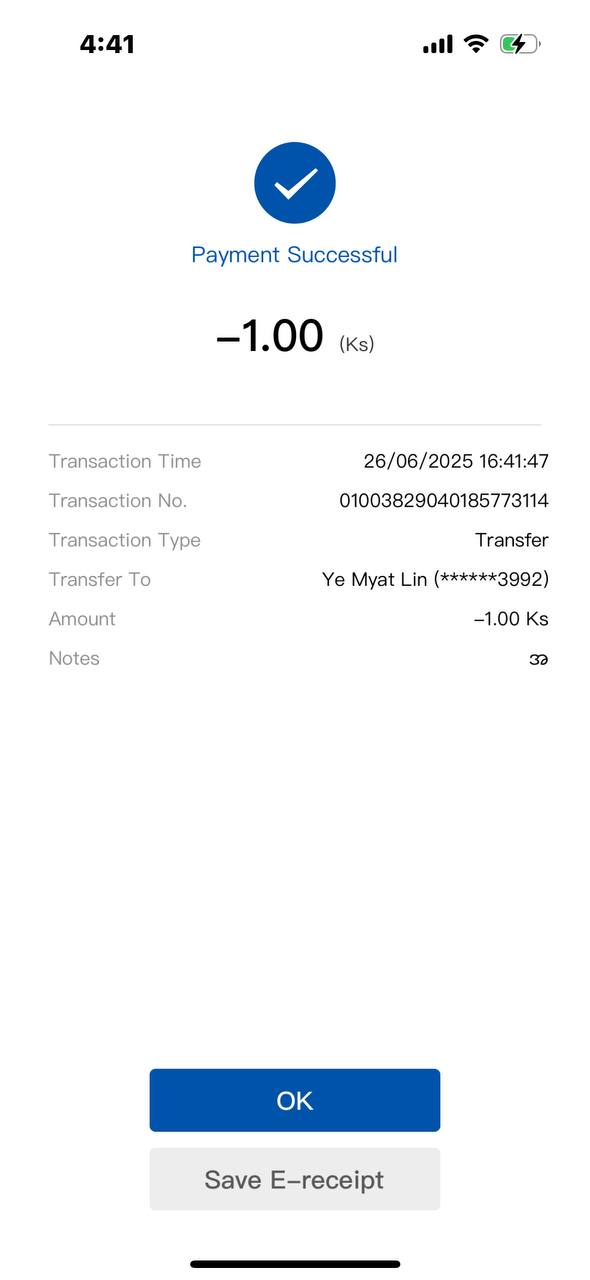 4:41
Payment Successful
-1.00 (Ks)
Transaction Time 26/06/2025 16:41:47
Transaction No. 01003829040185773114
Transaction Type Transfer
Transfer To Ye Myat Lin (******3992)
Amount -1.00 Ks
Notes အ
OK
Save E-receipt